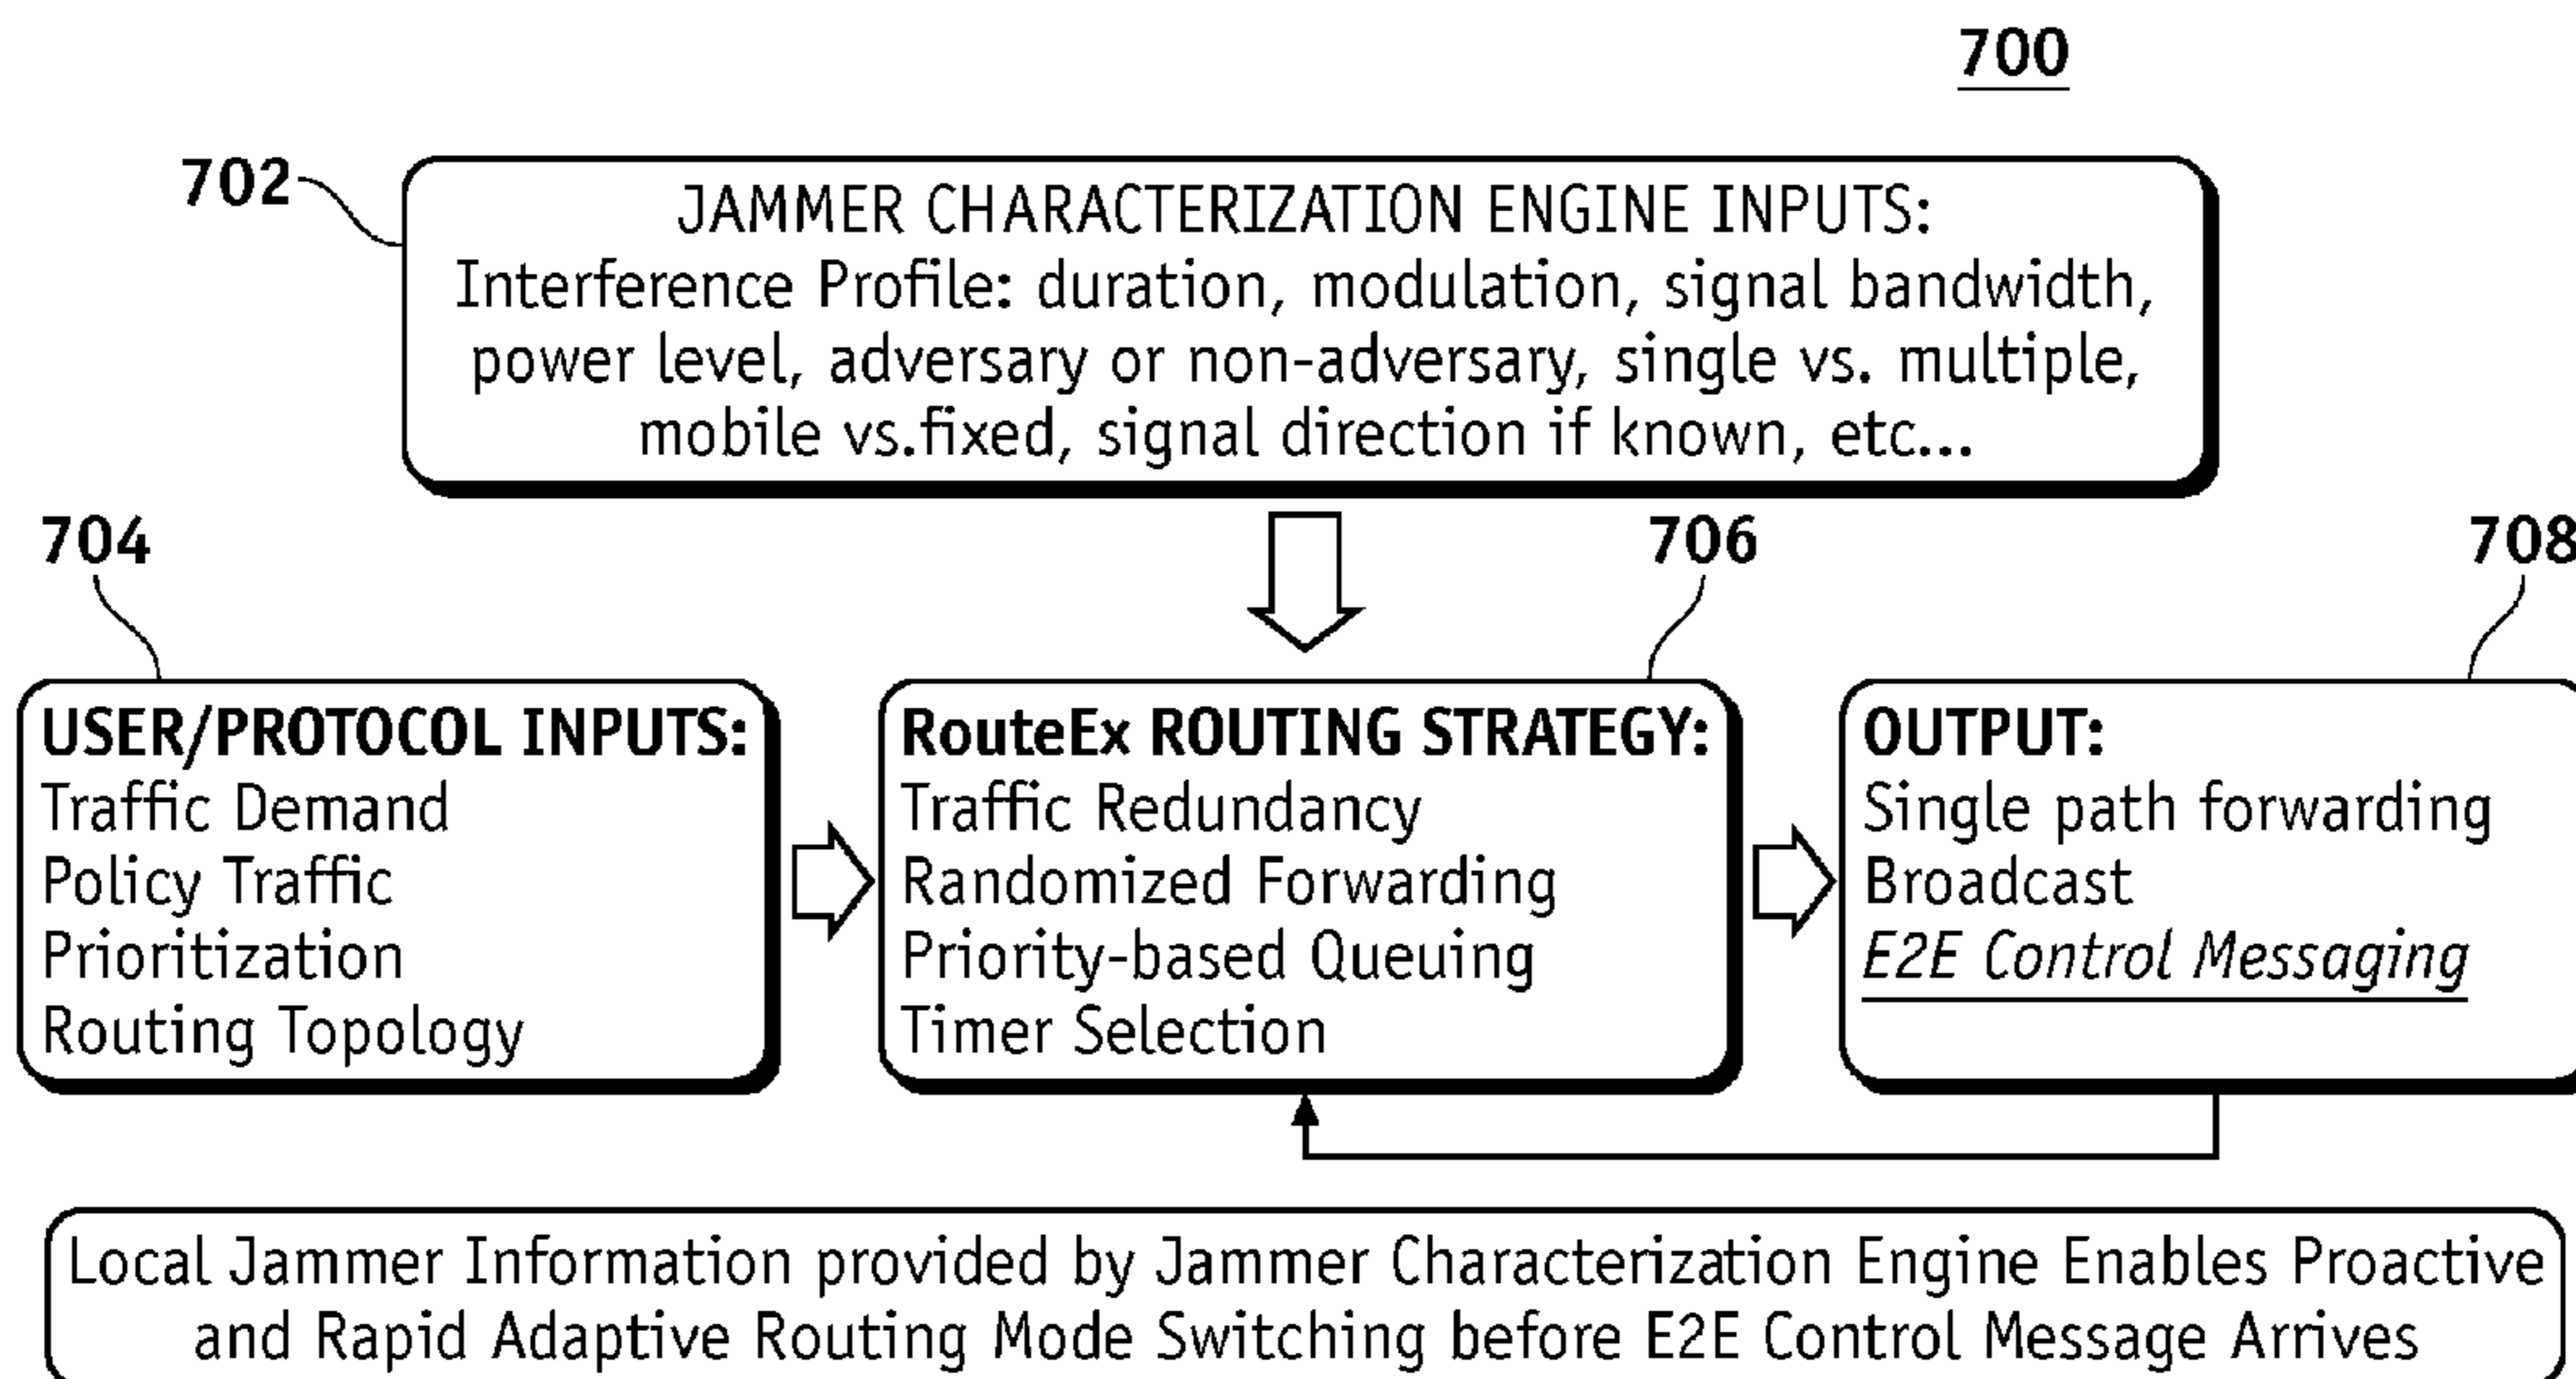 700
702
JAMMER CHARACTERIZATION ENGINE INPUTS:
Interference Profile: duration, modulation, signal bandwidth,
power level, adversary or non-adversary, single vs. multiple,
mobile vs.fixed, signal direction if known, etc...
704
706
708
USER/PROTOCOL INPUTS:
Traffic Demand
Policy Traffic
Prioritization
Routing Topology
RouteEx ROUTING STRATEGY:
Traffic Redundancy
Randomized Forwarding
Priority-based Queuing
Timer Selection
OUTPUT:
Single path forwarding
Broadcast
E2E Control Messaging
Local Jammer Information provided by Jammer Characterization Engine Enables Proactive
and Rapid Adaptive Routing Mode Switching before E2E Control Message Arrives